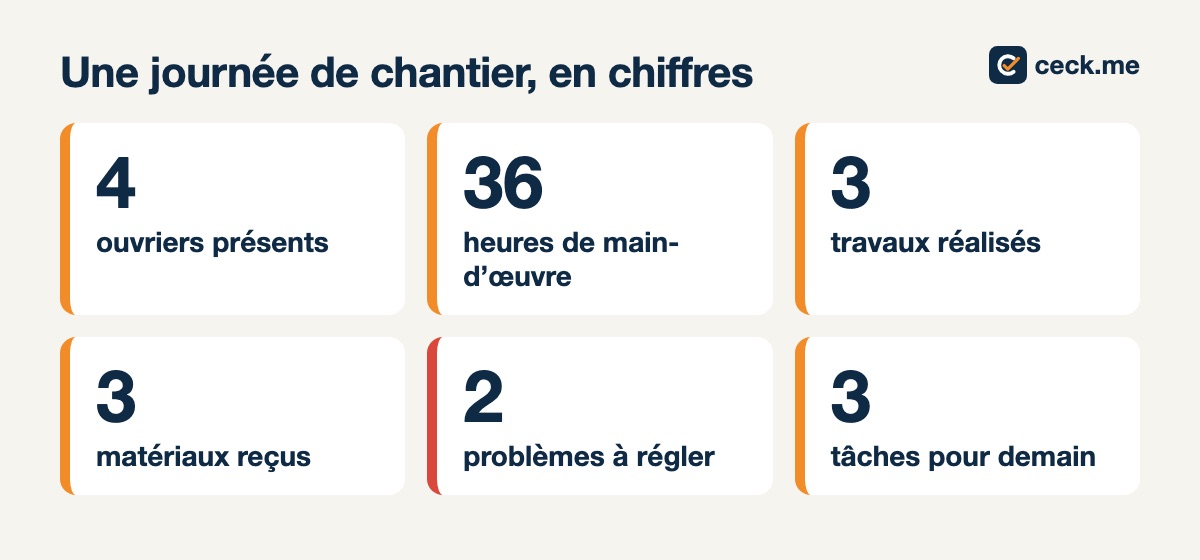 Une journée de chantier, en chiffres
ceck.me
4
ouvriers présents
36
heures de main-
d’œuvre
3
travaux réalisés
3
matériaux reçus
2
problèmes à régler
3
tâches pour demain